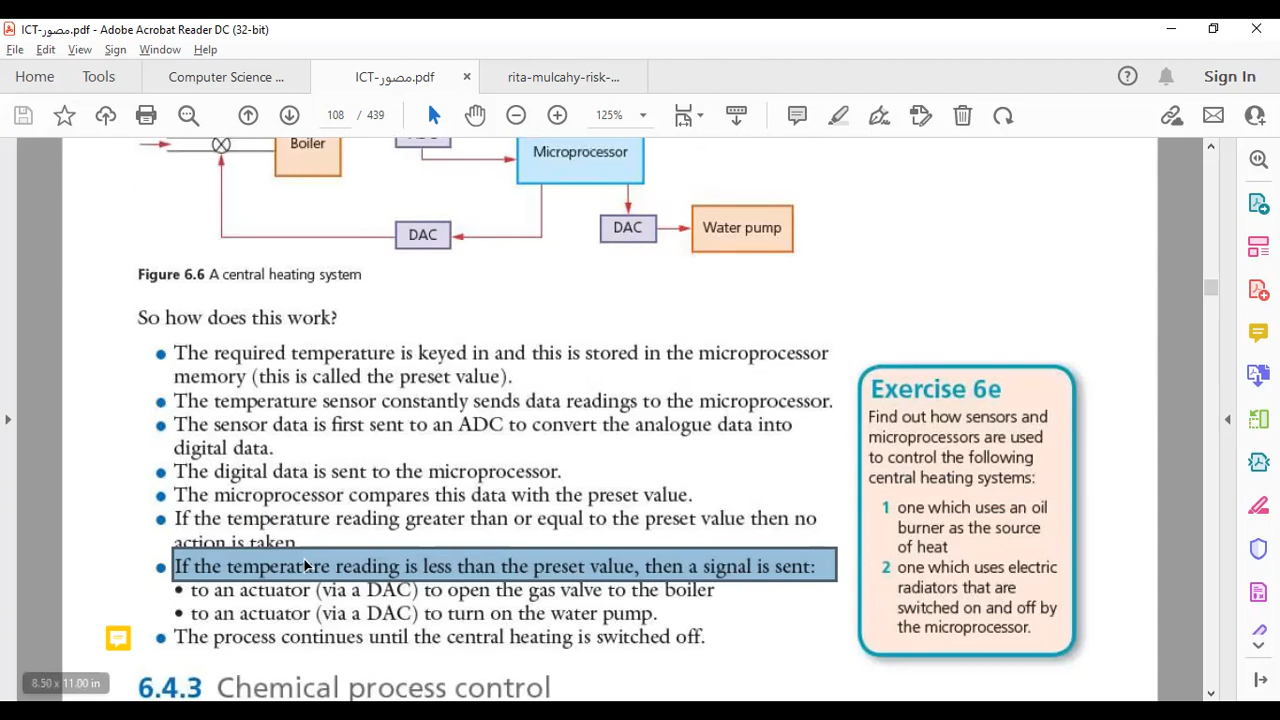 ICT-مصور.pdf - Adobe Acrobat Reader DC (32-bit)
File Edit View Sign Window Help
Home Tools Computer Science ... ICT-مصور.pdf × rita-mulcahy-risk-... Sign In
108 / 439 125%
Boiler
Microprocessor
DAC
DAC
Water pump
Figure 6.6 A central heating system
So how does this work?
• The required temperature is keyed in and this is stored in the microprocessor
memory (this is called the preset value).
• The temperature sensor constantly sends data readings to the microprocessor.
• The sensor data is first sent to an ADC to convert the analogue data into
digital data.
• The digital data is sent to the microprocessor.
• The microprocessor compares this data with the preset value.
• If the temperature reading greater than or equal to the preset value then no
action is taken.
• If the temperature reading is less than the preset value, then a signal is sent:
• to an actuator (via a DAC) to open the gas valve to the boiler
• to an actuator (via a DAC) to turn on the water pump.
• The process continues until the central heating is switched off.
Exercise 6e
Find out how sensors and
microprocessors are used
to control the following
central heating systems:
1 one which uses an oil
burner as the source
of heat
2 one which uses electric
radiators that are
switched on and off by
the microprocessor.
8.50 x 11.00 in
6.4.3 Chemical process control